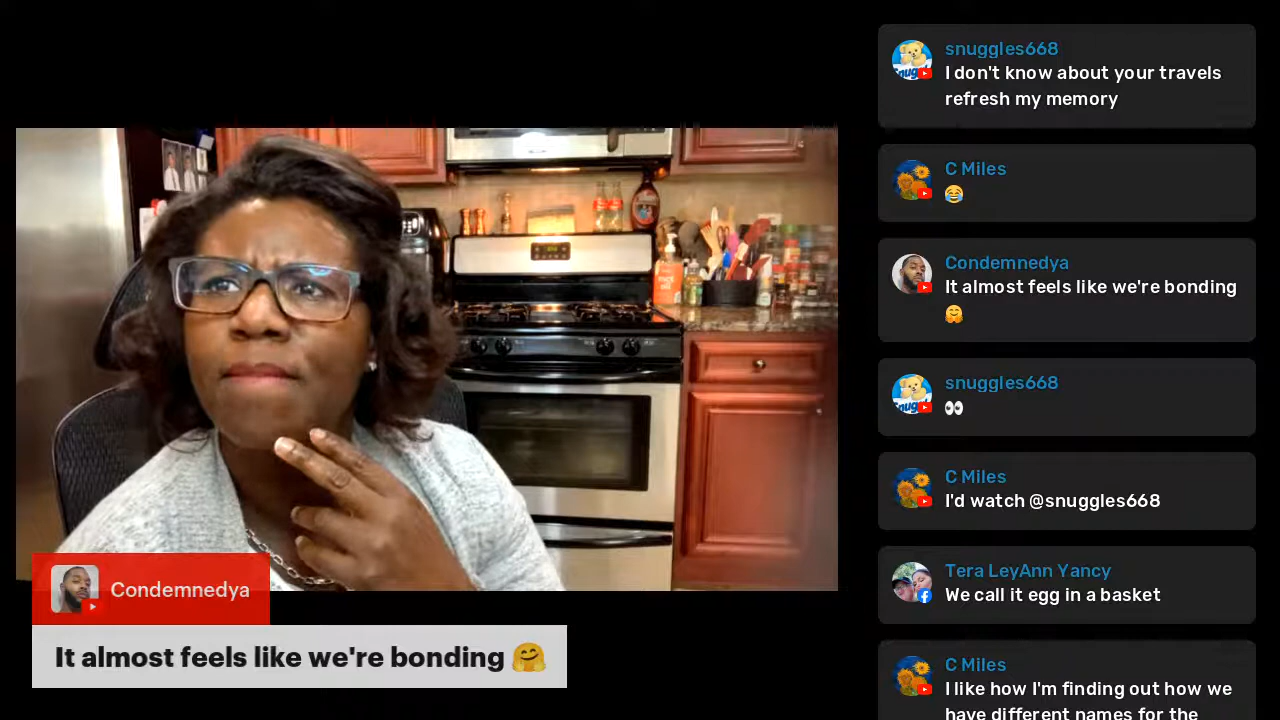 snuggles668
I don't know about your travels
refresh my memory
C Miles
😂
Condemnedya
It almost feels like we're bonding
🤗
snuggles668
👀
C Miles
I'd watch @snuggles668
Tera LeyAnn Yancy
We call it egg in a basket
C Miles
I like how I'm finding out how we
have different names for the
Condemnedya
It almost feels like we're bonding 🤗